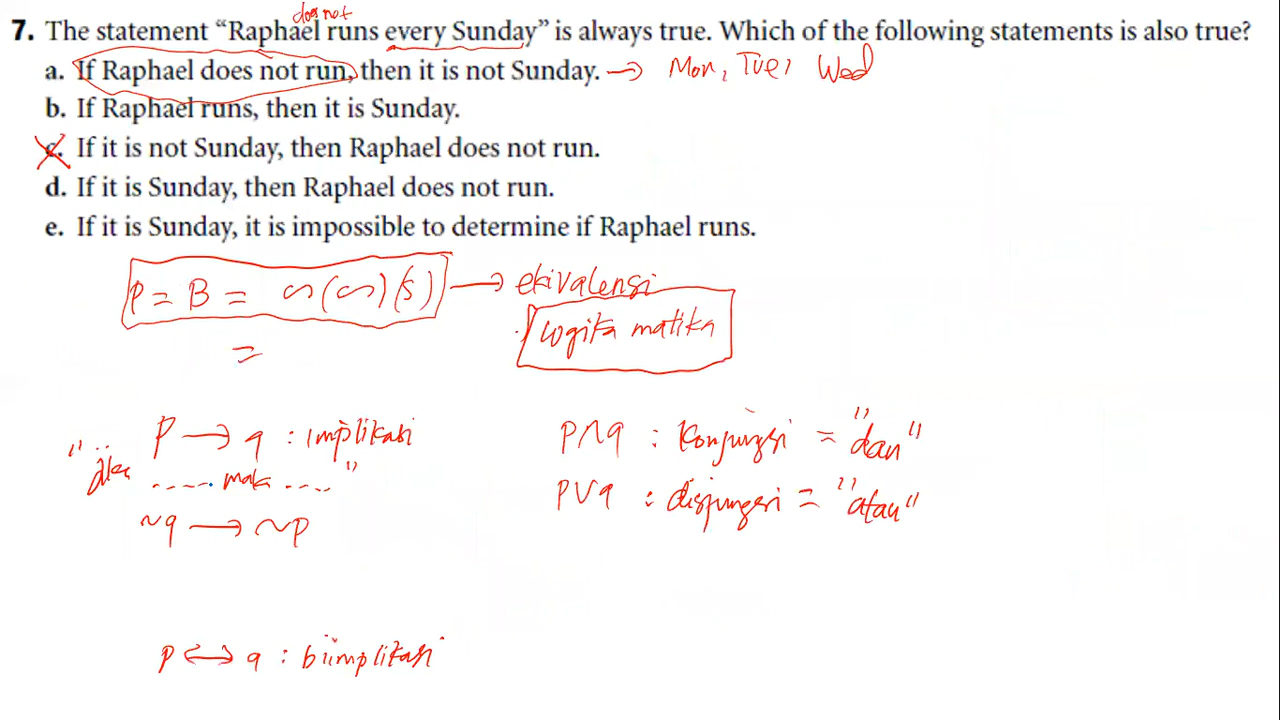 does not
7. The statement “Raphael runs every Sunday” is always true. Which of the following statements is also true?
a. If Raphael does not run, then it is not Sunday. → Mon, Tue, Wed
b. If Raphael runs, then it is Sunday.
c. If it is not Sunday, then Raphael does not run.
d. If it is Sunday, then Raphael does not run.
e. If it is Sunday, it is impossible to determine if Raphael runs.
P = B = ~(~)(s) → ekivalensi
=
logika matika
P → q : implikasi
"jika ..... maka ....."
~q → ~p
P∧q : Konjungsi = "dan"
P∨q : disjungsi = "atau"
P ↔ q : biimplikasi